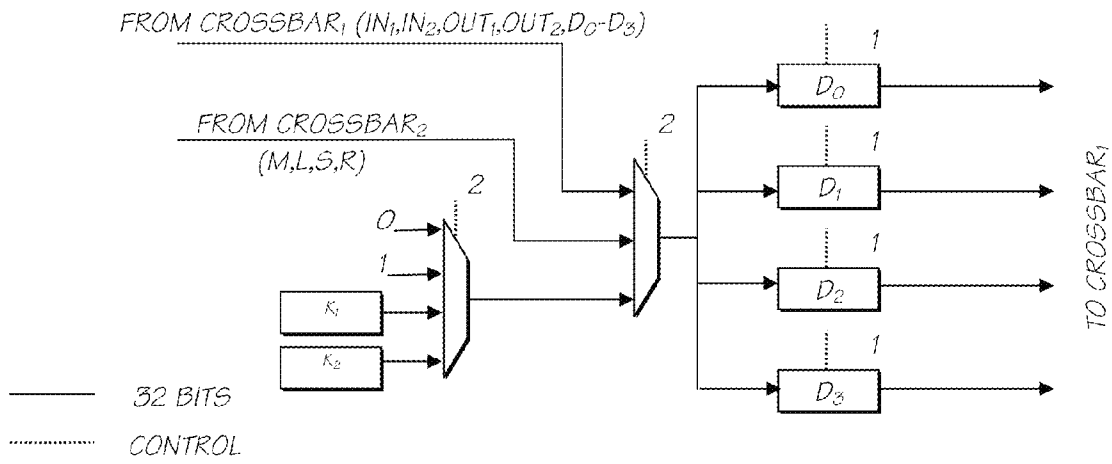 FROM CROSSBAR₁ (IN₁,IN₂,OUT₁,OUT₂,D₀-D₃)
1
D₀
FROM CROSSBAR₂
(M,L,S,R)
2
1
D₁
2
0
1
K₁
K₂
1
D₂
1
D₃
TO CROSSBAR₁
32 BITS
CONTROL